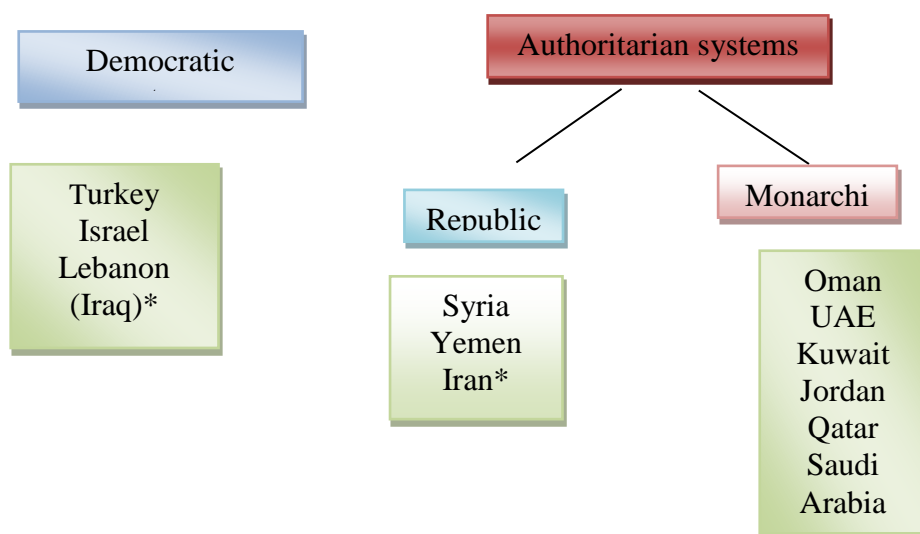 Democratic
Authoritarian systems
Turkey
Israel
Lebanon
(Iraq)*
Republic
Monarchi
Syria
Yemen
Iran*
Oman
UAE
Kuwait
Jordan
Qatar
Saudi
Arabia